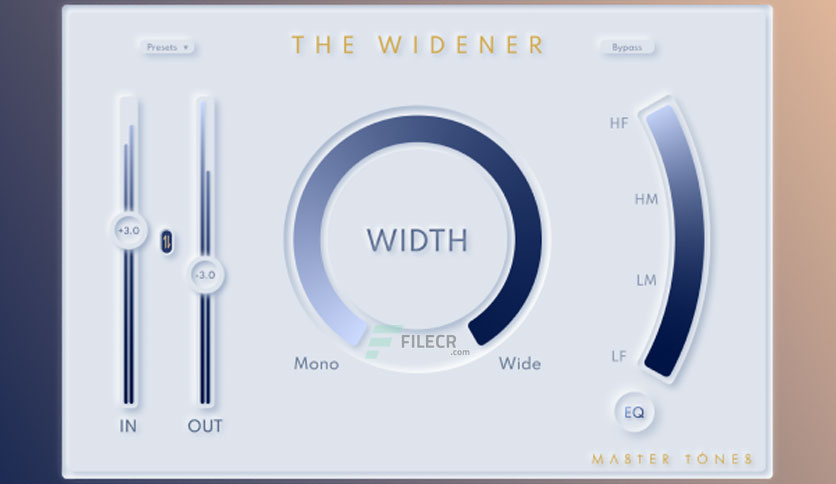 Presets ▼
THE WIDENER
Bypass
HF
HM
+3.0
-3.0
WIDTH
LM
FILECR
.com
LF
Mono
Wide
EQ
IN
OUT
MASTER TONES